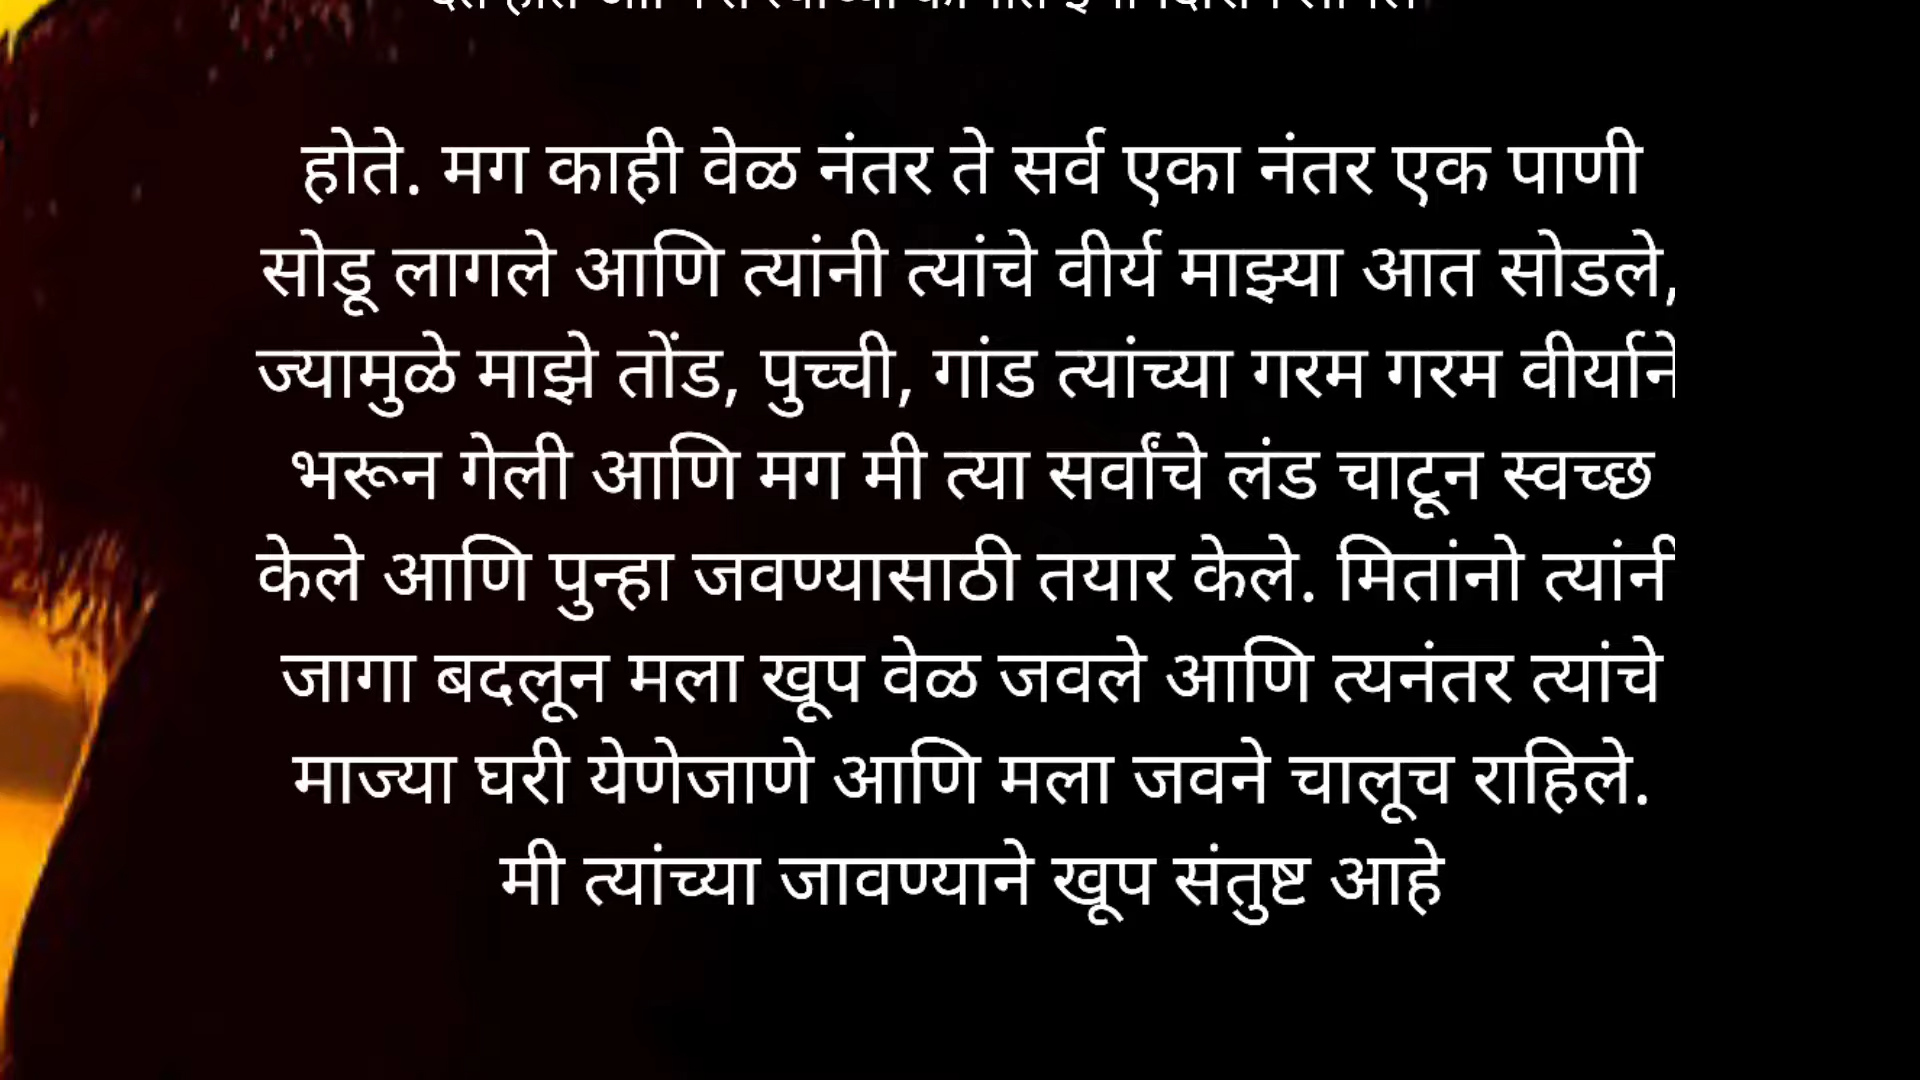 होते. मग काही वेळ नंतर ते सर्व एका नंतर एक पाणी
सोडू लागले आणि त्यांनी त्यांचे वीर्य माझ्या आत सोडले,
ज्यामुळे माझे तोंड, पुच्ची, गांड त्यांच्या गरम गरम वीर्याने
भरून गेली आणि मग मी त्या सर्वांचे लंड चाटून स्वच्छ
केले आणि पुन्हा जवण्यासाठी तयार केले. मितांनो त्यांनी
जागा बदलून मला खूप वेळ जवले आणि त्यनंतर त्यांचे
माज्या घरी येणेजाणे आणि मला जवने चालूच राहिले.
मी त्यांच्या जावण्याने खूप संतुष्ट आहे